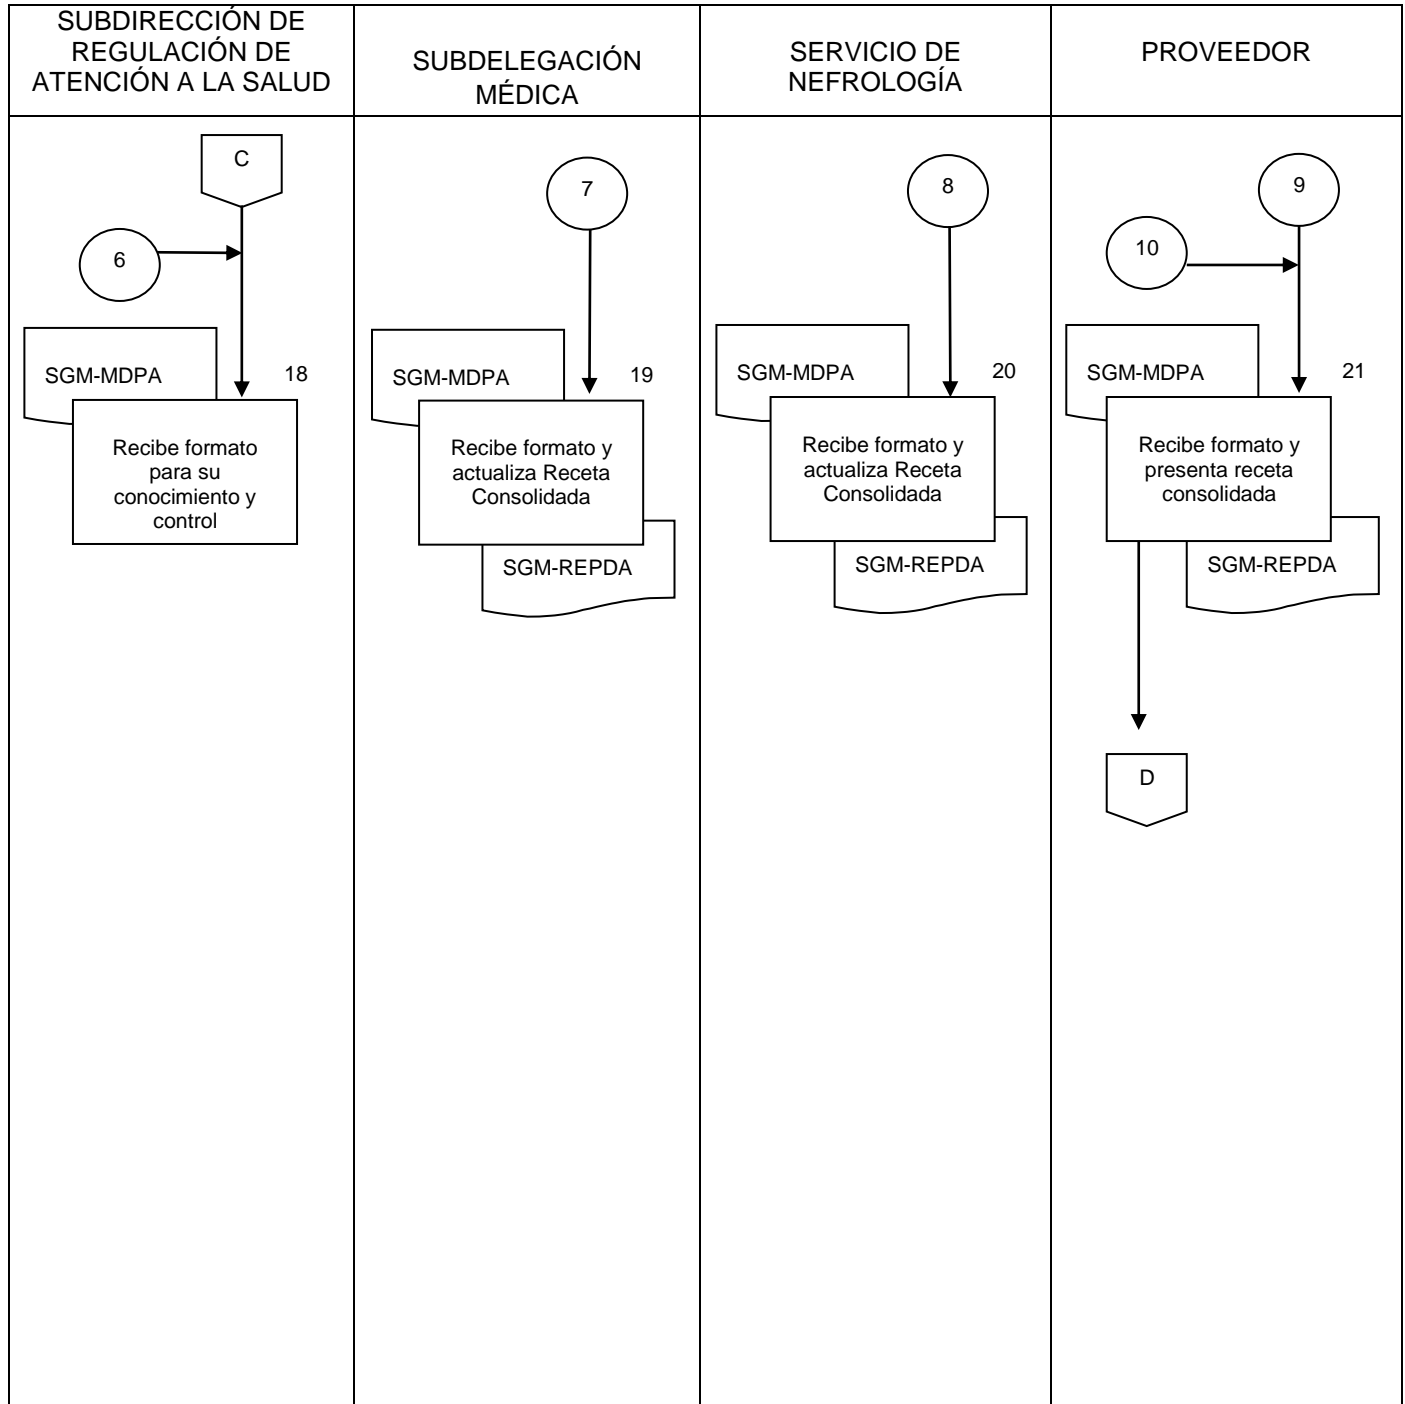 SUBDIRECCIÓN DE
REGULACIÓN DE
ATENCIÓN A LA SALUD
SUBDELEGACIÓN
MÉDICA
SERVICIO DE
NEFROLOGÍA
PROVEEDOR
C
6
SGM-MDPA
18
Recibe formato
para su
conocimiento y
control
7
SGM-MDPA
19
Recibe formato y
actualiza Receta
Consolidada
SGM-REPDA
8
SGM-MDPA
20
Recibe formato y
actualiza Receta
Consolidada
SGM-REPDA
9
10
SGM-MDPA
21
Recibe formato y
presenta receta
consolidada
SGM-REPDA
D